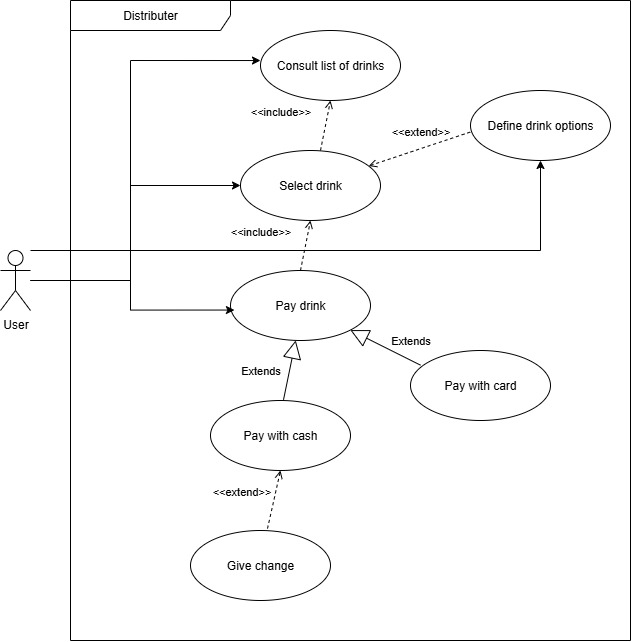 Distributer
Consult list of drinks
<<include>>
Define drink options
<<extend>>
Select drink
<<include>>
User
Pay drink
Extends
Extends
Pay with card
Pay with cash
<<extend>>
Give change